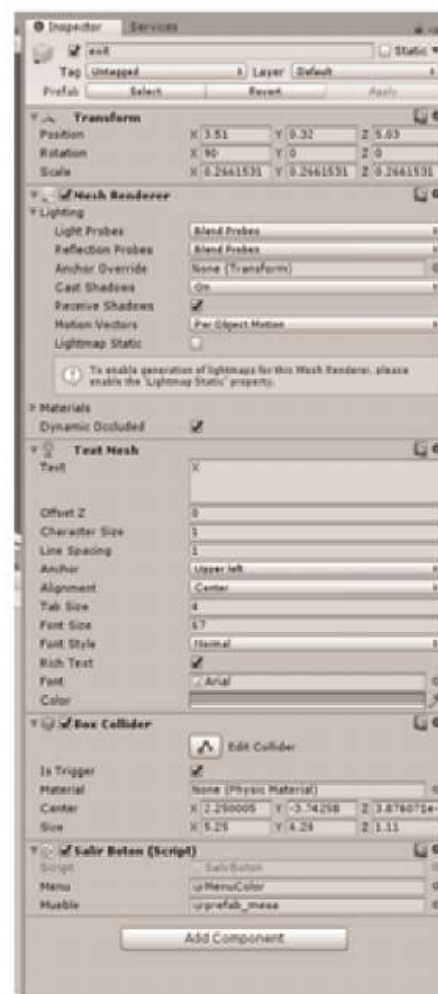 Inspector Services
exit Static
Tag Untagged Layer Default
Prefab Select Revert Apply
Transform
Position X 3.51 Y 0.32 Z 5.03
Rotation X 90 Y 0 Z 0
Scale X 0.2661531 Y 0.2661531 Z 0.2661531
Mesh Renderer
Lighting
Light Probes Blend Probes
Reflection Probes Blend Probes
Anchor Override None (Transform)
Cast Shadows On
Receive Shadows
Motion Vectors Per Object Motion
Lightmap Static
To enable generation of lightmaps for this Mesh Renderer, please
enable the 'Lightmap Static' property.
Materials
Dynamic Occluded
Text Mesh
Text X
Offset Z 0
Character Size 1
Line Spacing 1
Anchor Upper left
Alignment Center
Tab Size 4
Font Size 67
Font Style Normal
Rich Text
Font Arial
Color
Box Collider
Edit Collider
Is Trigger
Material None (Physic Material)
Center X 2.250005 Y -3.74258 Z 3.876071e-
Size X 5.25 Y 4.29 Z 1.11
Salir Boton (Script)
Script SalirBoton
Menu MenuColor
Mueble prefab_mesa
Add Component